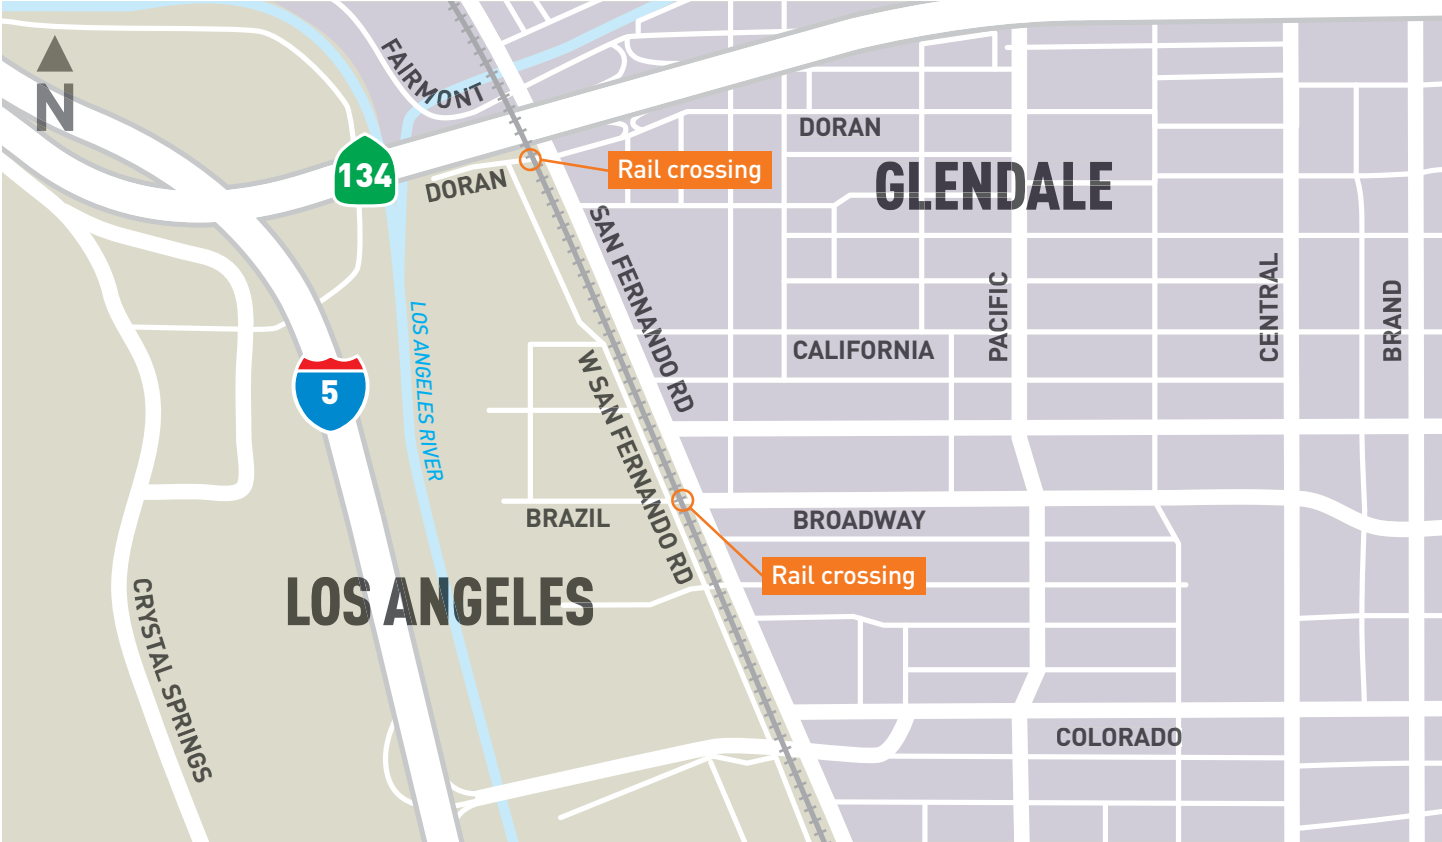 FAIRMONT
N
DORAN
134
Rail crossing
GLENDALE
DORAN
SAN FERNANDO RD
PACIFIC
CENTRAL
BRAND
LOS ANGELES RIVER
CALIFORNIA
5
W SAN FERNANDO RD
BRAZIL
BROADWAY
Rail crossing
LOS ANGELES
CRYSTAL SPRINGS
COLORADO